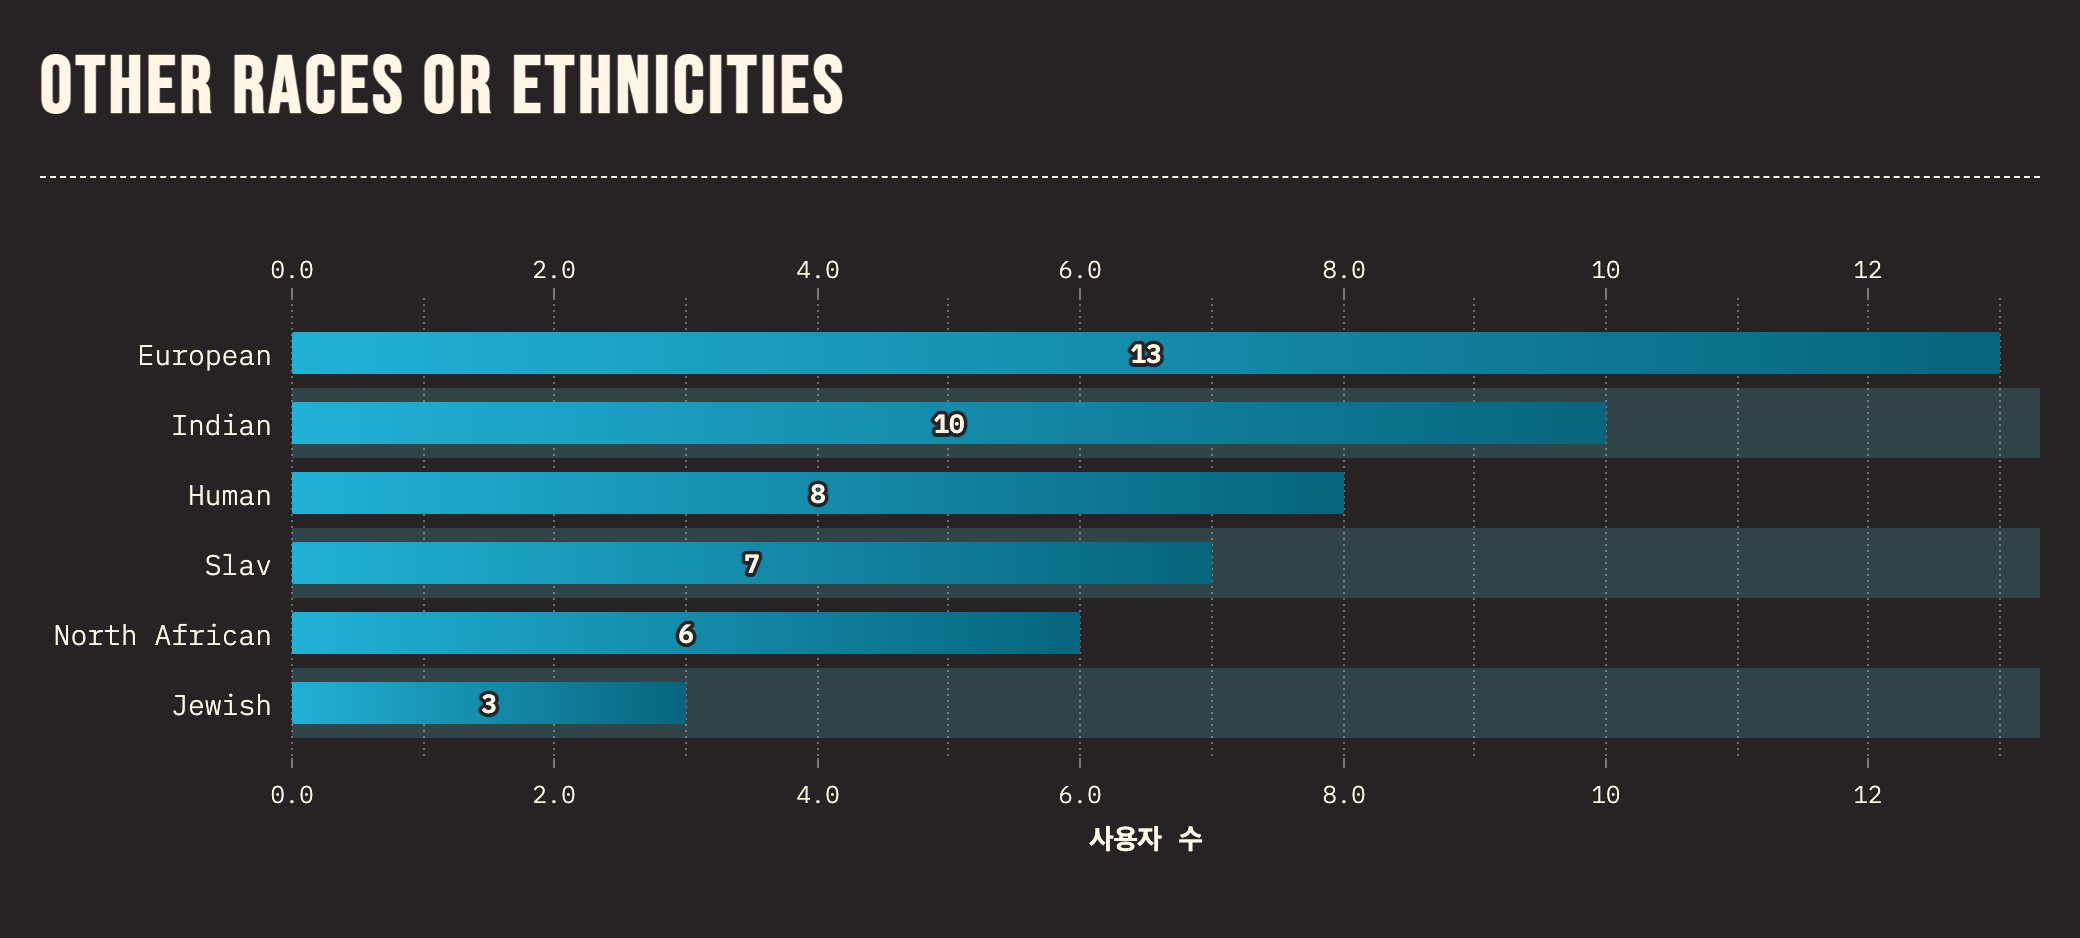 OTHER RACES OR ETHNICITIES
0.0 2.0 4.0 6.0 8.0 10 12
European 13
Indian 10
Human 8
Slav 7
North African 6
Jewish 3
0.0 2.0 4.0 6.0 8.0 10 12
사용자 수